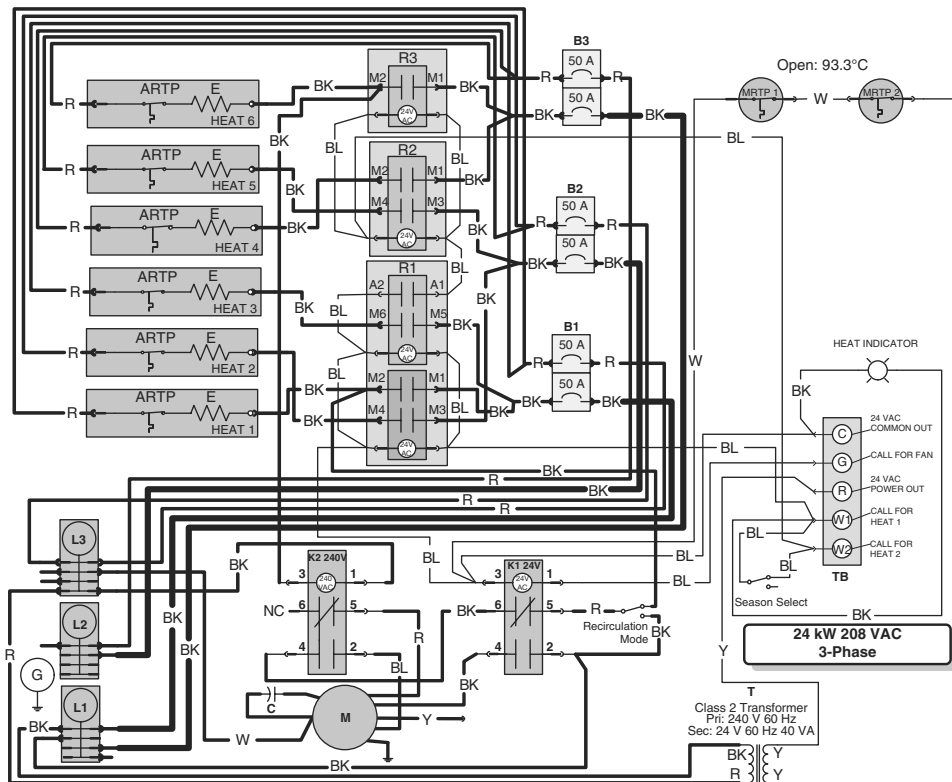 B3
R3
50 A
50 A
R
R
BK
BK
BK
M2
M1
BK
24V
AC
Open: 93.3°C
MRTP 1
W
MRTP 2
R
ARTP
E
HEAT 6
BK
BK
BL
BL
BL
R2
M2
M1
BK
M4
M3
24V
AC
R
ARTP
E
HEAT 5
BK
R
ARTP
E
HEAT 4
BK
B2
50 A
50 A
R
R
BK
BK
BK
BL
R1
A2
A1
M6
M5
BK
24V
AC
BL
BK
R
ARTP
E
HEAT 3
BK
R
ARTP
E
HEAT 2
BK
R
ARTP
E
HEAT 1
BK
BK
M2
M1
BK
M4
M3
24V
AC
BL
BL
B1
50 A
50 A
R
R
BK
BK
W
HEAT INDICATOR
BK
C
24 VAC
COMMON OUT
G
CALL FOR FAN
R
24 VAC
POWER OUT
W1
CALL FOR
HEAT 1
W2
CALL FOR
HEAT 2
TB
BL
BL
BL
Season Select
BK
BL
BK
R
BK
R
L3
BK
BL
BL
BL
K2 240V
3
240
VAC
1
NC
6
5
4
2
R
BL
K1 24V
3
24V
AC
1
BK
6
5
4
2
BK
R
Recirculation
Mode
BK
L2
BK
BK
R
G
L1
BK
C
M
Y
W
BK
24 kW 208 VAC
3-Phase
Y
T
Class 2 Transformer
Pri: 240 V 60 Hz
Sec: 24 V 60 Hz 40 VA
BK
Y
R
Y